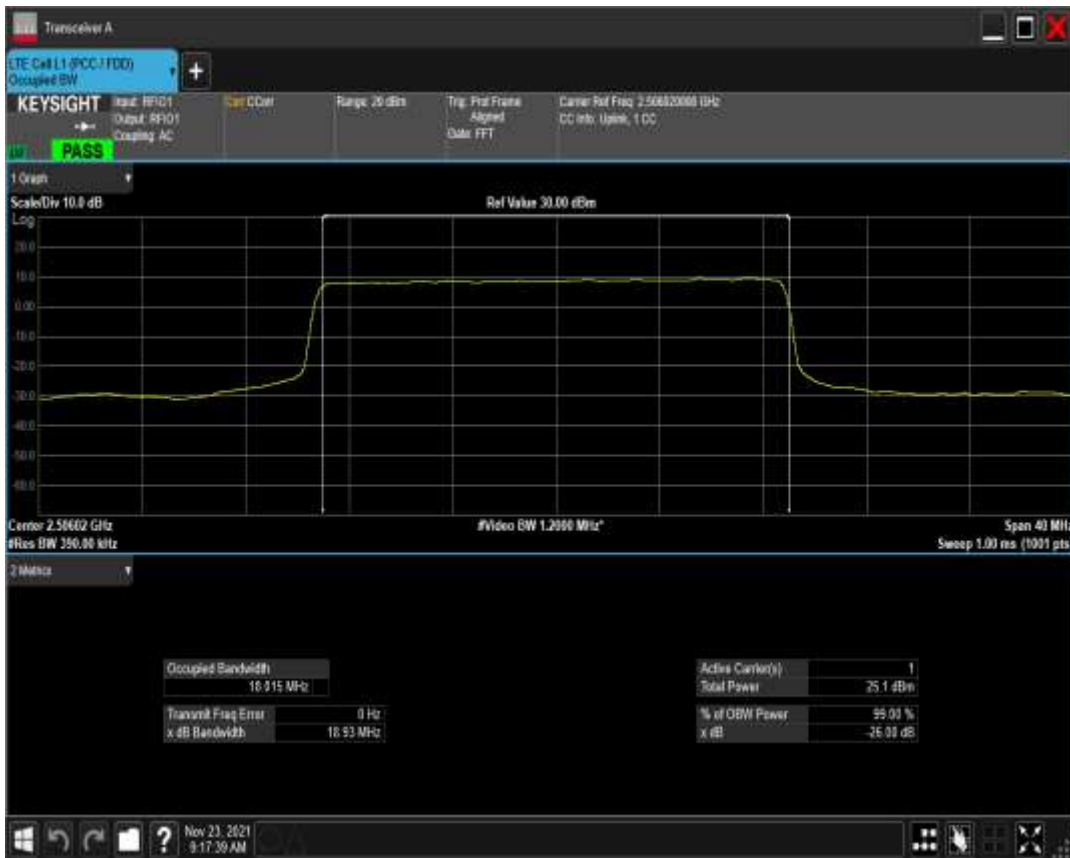 Transceiver A
LTE Cell L1 (PCC / FDD)
Occupied BW
KEYSIGHT
Input: RFIO1
Output: RFIO1
Coupling: AC
Corr CCorr
Range: 20 dBm
Trig: Prd Frame
Aligned
Gate: FFT
Carrier Ref Freq: 2.506020000 GHz
CC Info: Uplink, 1 CC
PASS
1 Graph
Scale/Div 10.0 dB
Ref Value 30.00 dBm
Log
20.0
10.0
0.00
-10.0
-20.0
-30.0
-40.0
-50.0
-60.0
Center 2.50602 GHz
#Video BW 1.2000 MHz*
Span 40 MHz
#Res BW 390.00 kHz
Sweep 1.00 ms (1001 pts
2 Metrics
Occupied Bandwidth
18.015 MHz
Transmit Freq Error 0 Hz
x dB Bandwidth 18.93 MHz
Active Carrier(s) 1
Total Power 25.1 dBm
% of OBW Power 99.00 %
x dB -26.00 dB
Nov 23, 2021
9:17:39 AM